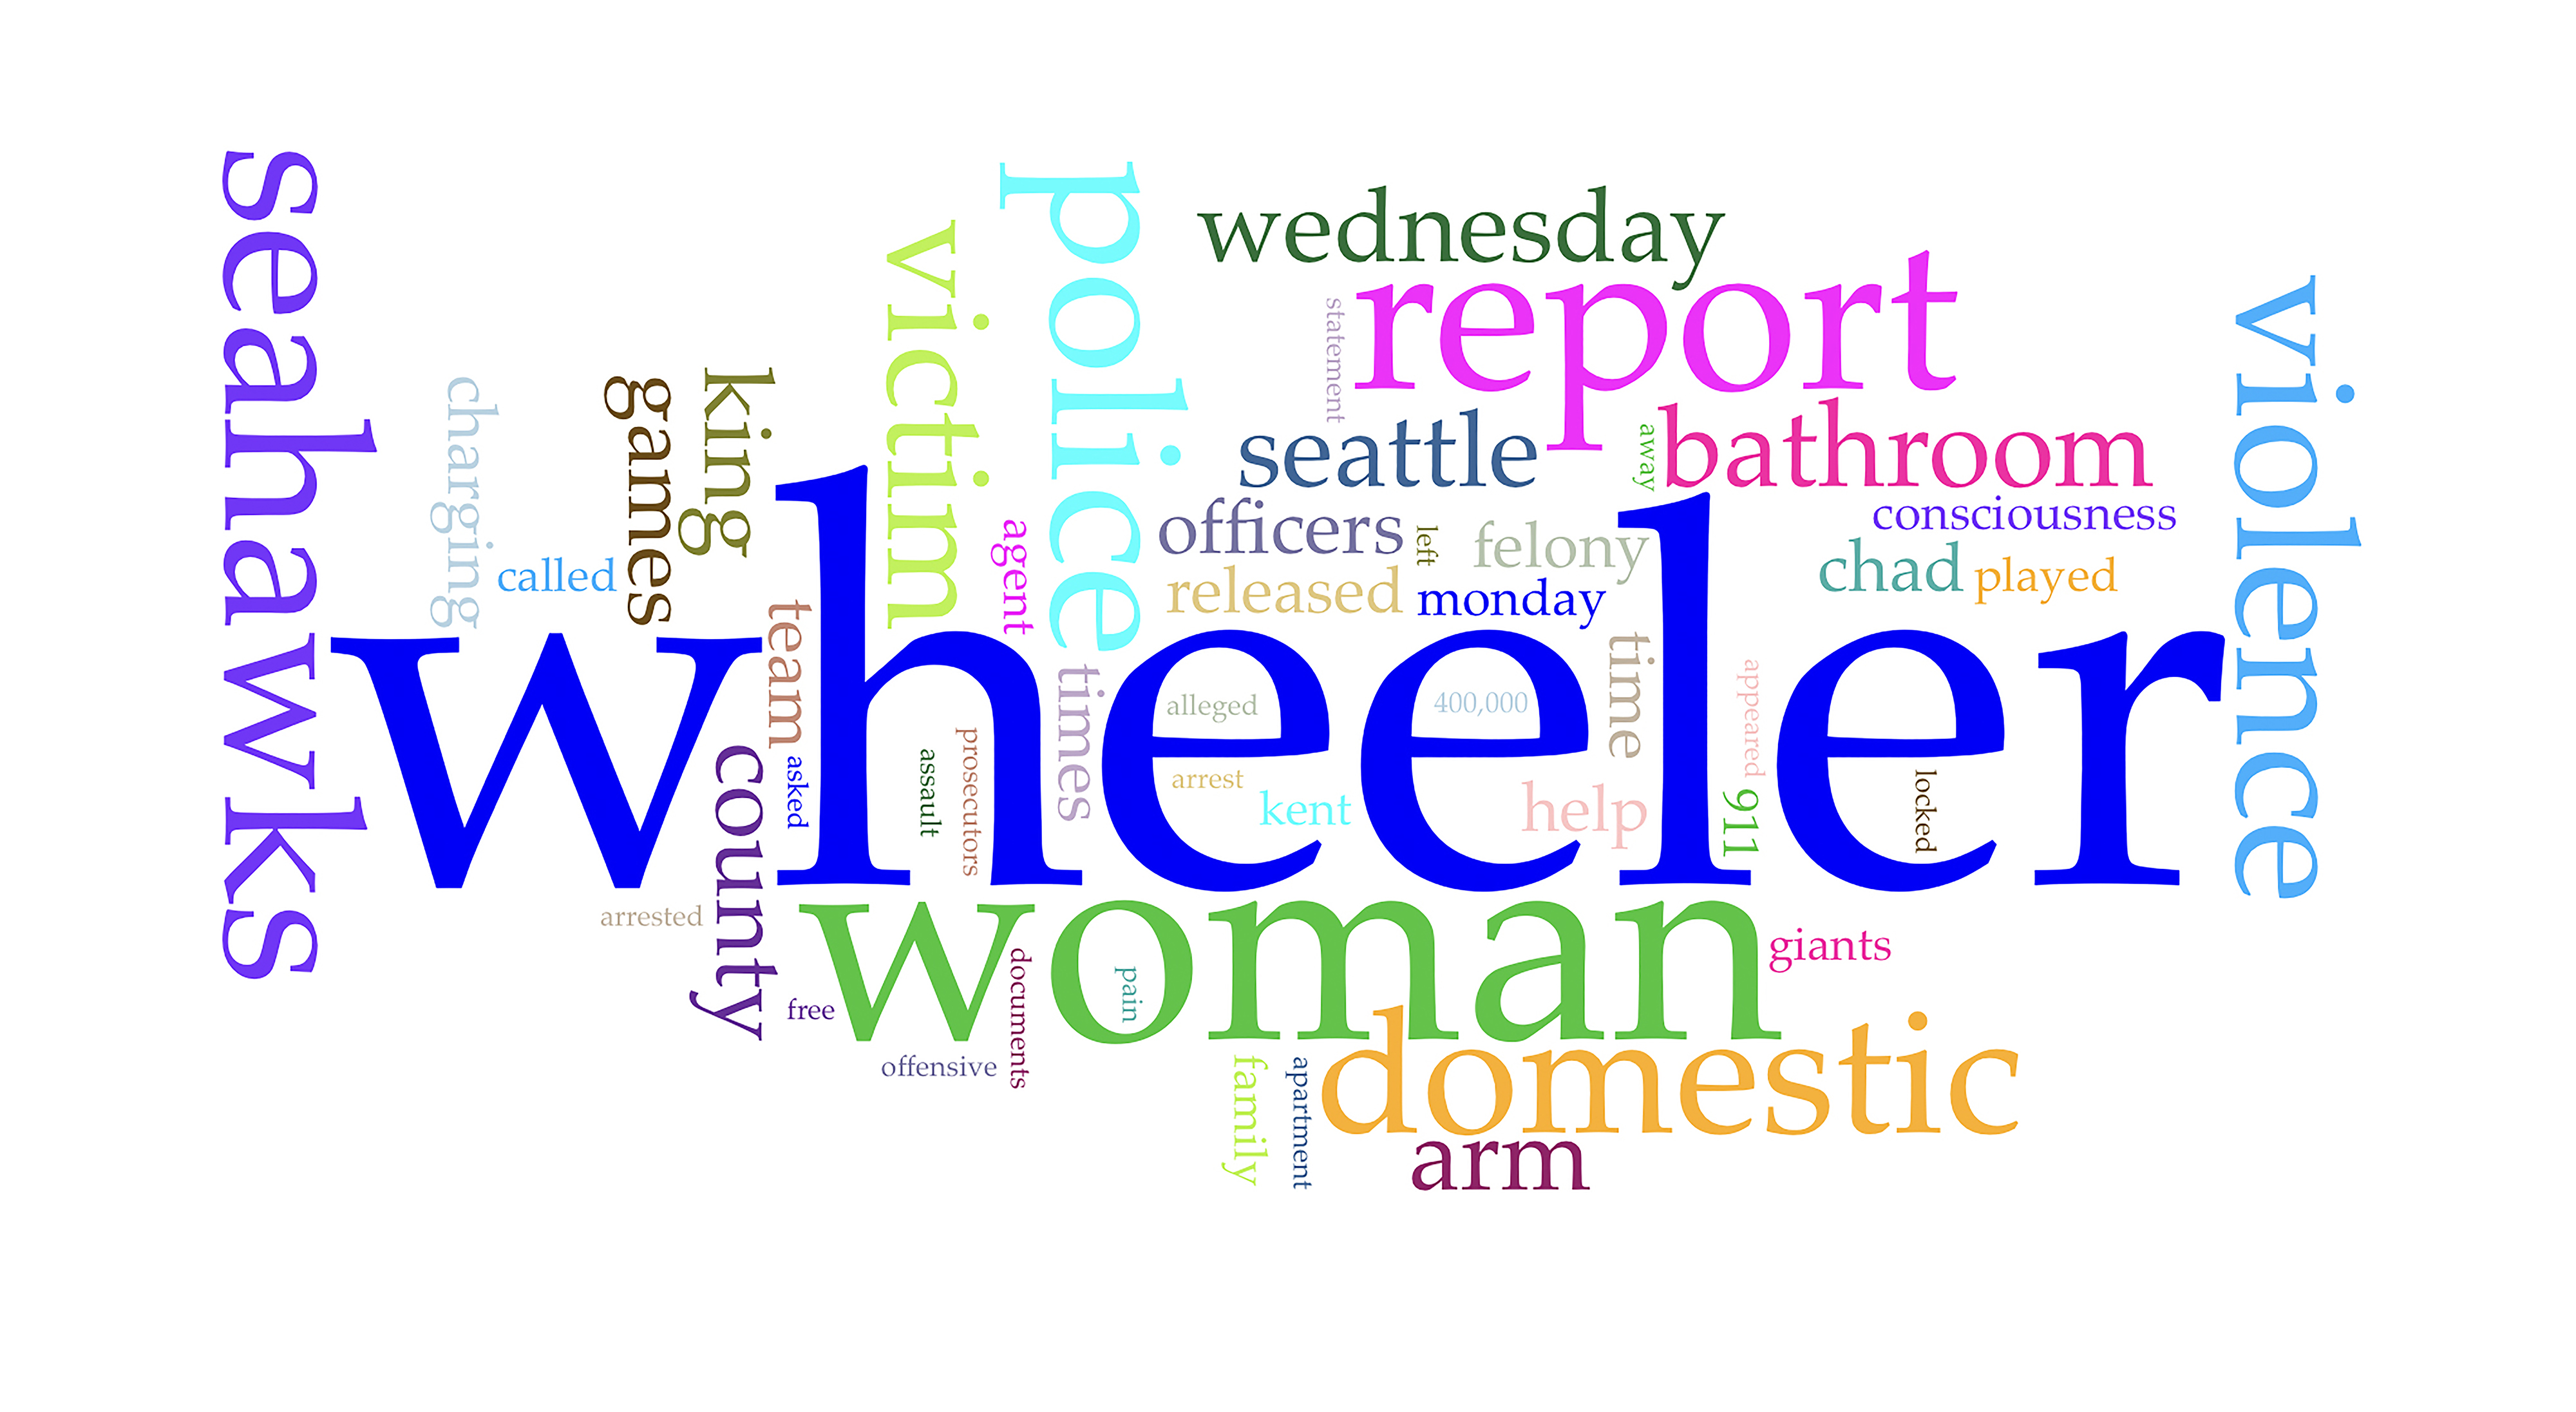 seahawks
charging
called
games
king
victim
police
agent
wednesday
statement
report
seattle
away
bathroom
consciousness
officers
left
felony
released
monday
chad
played
violence
wheeler
team
times
alleged
400,000
time
appeared
asked
assault
prosecutors
arrest
kent
help
911
locked
county
arrested
woman
giants
free
documents
pain
offensive
family
apartment
domestic
arm